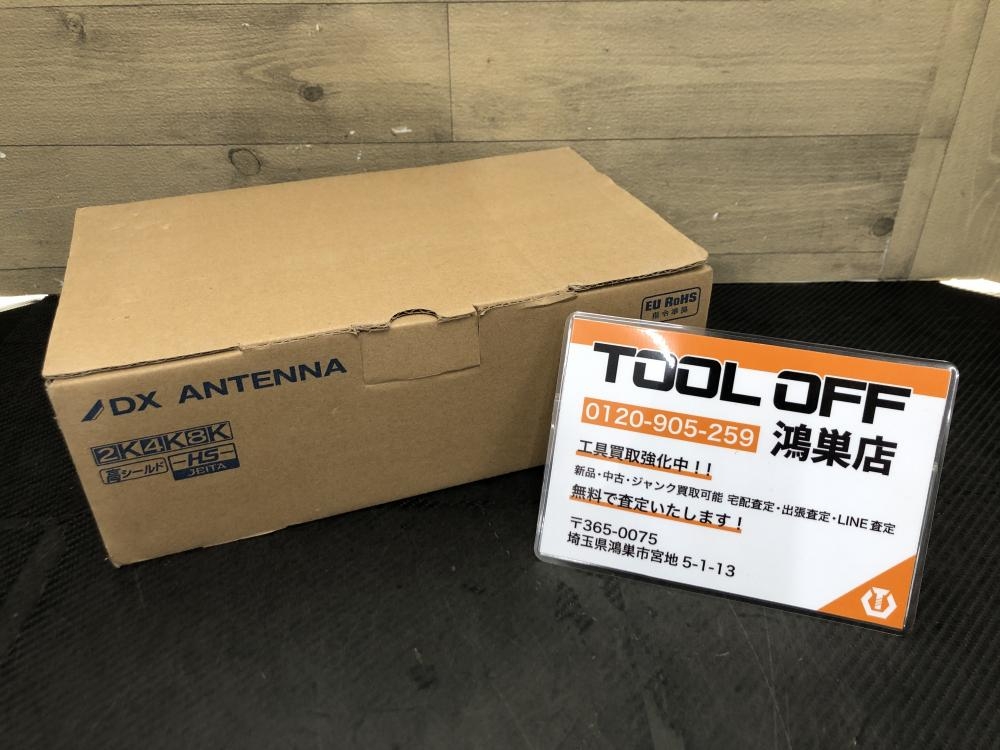 DX ANTENNA
2K4K8K
高シールド -HS- JEITA
EU RoHS
指令準拠
TOOL OFF
0120-905-259
鴻巣店
工具買取強化中！！
新品・中古・ジャンク買取可能 宅配査定・出張査定・LINE査定
無料で査定いたします！
〒365-0075
埼玉県鴻巣市宮地 5-1-13